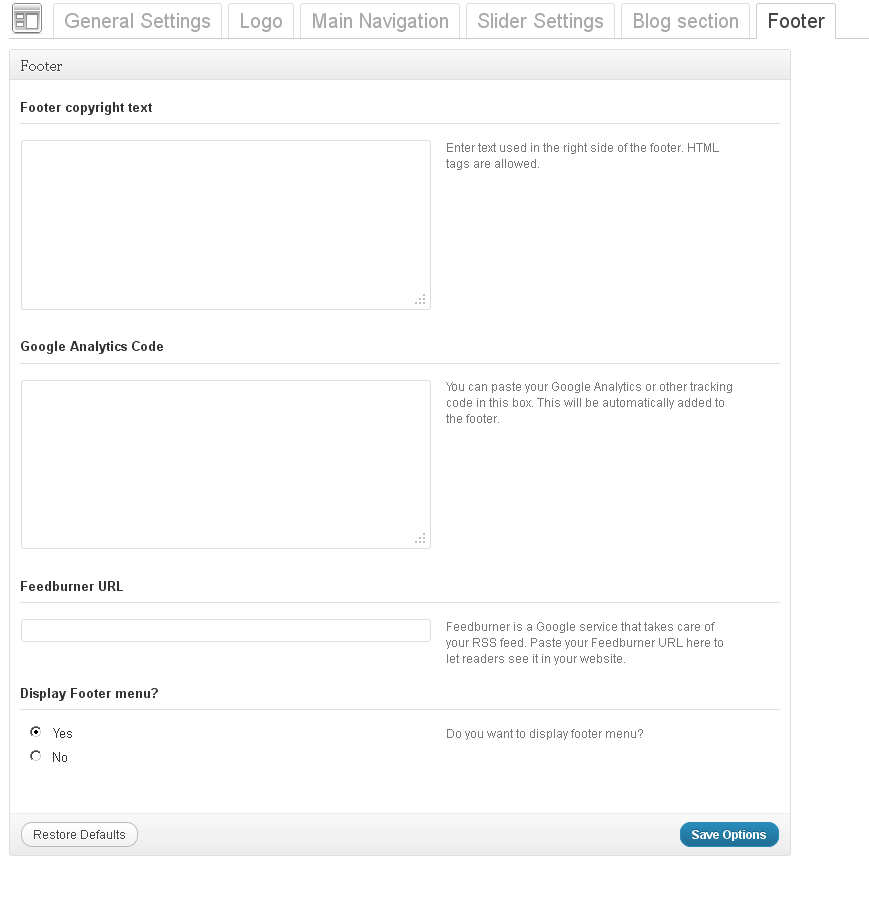 General Settings Logo Main Navigation Slider Settings Blog section Footer
Footer
Footer copyright text
Enter text used in the right side of the footer. HTML
tags are allowed.
Google Analytics Code
You can paste your Google Analytics or other tracking
code in this box. This will be automatically added to
the footer.
Feedburner URL
Feedburner is a Google service that takes care of
your RSS feed. Paste your Feedburner URL here to
let readers see it in your website.
Display Footer menu?
Yes
Do you want to display footer menu?
No
Restore Defaults
Save Options